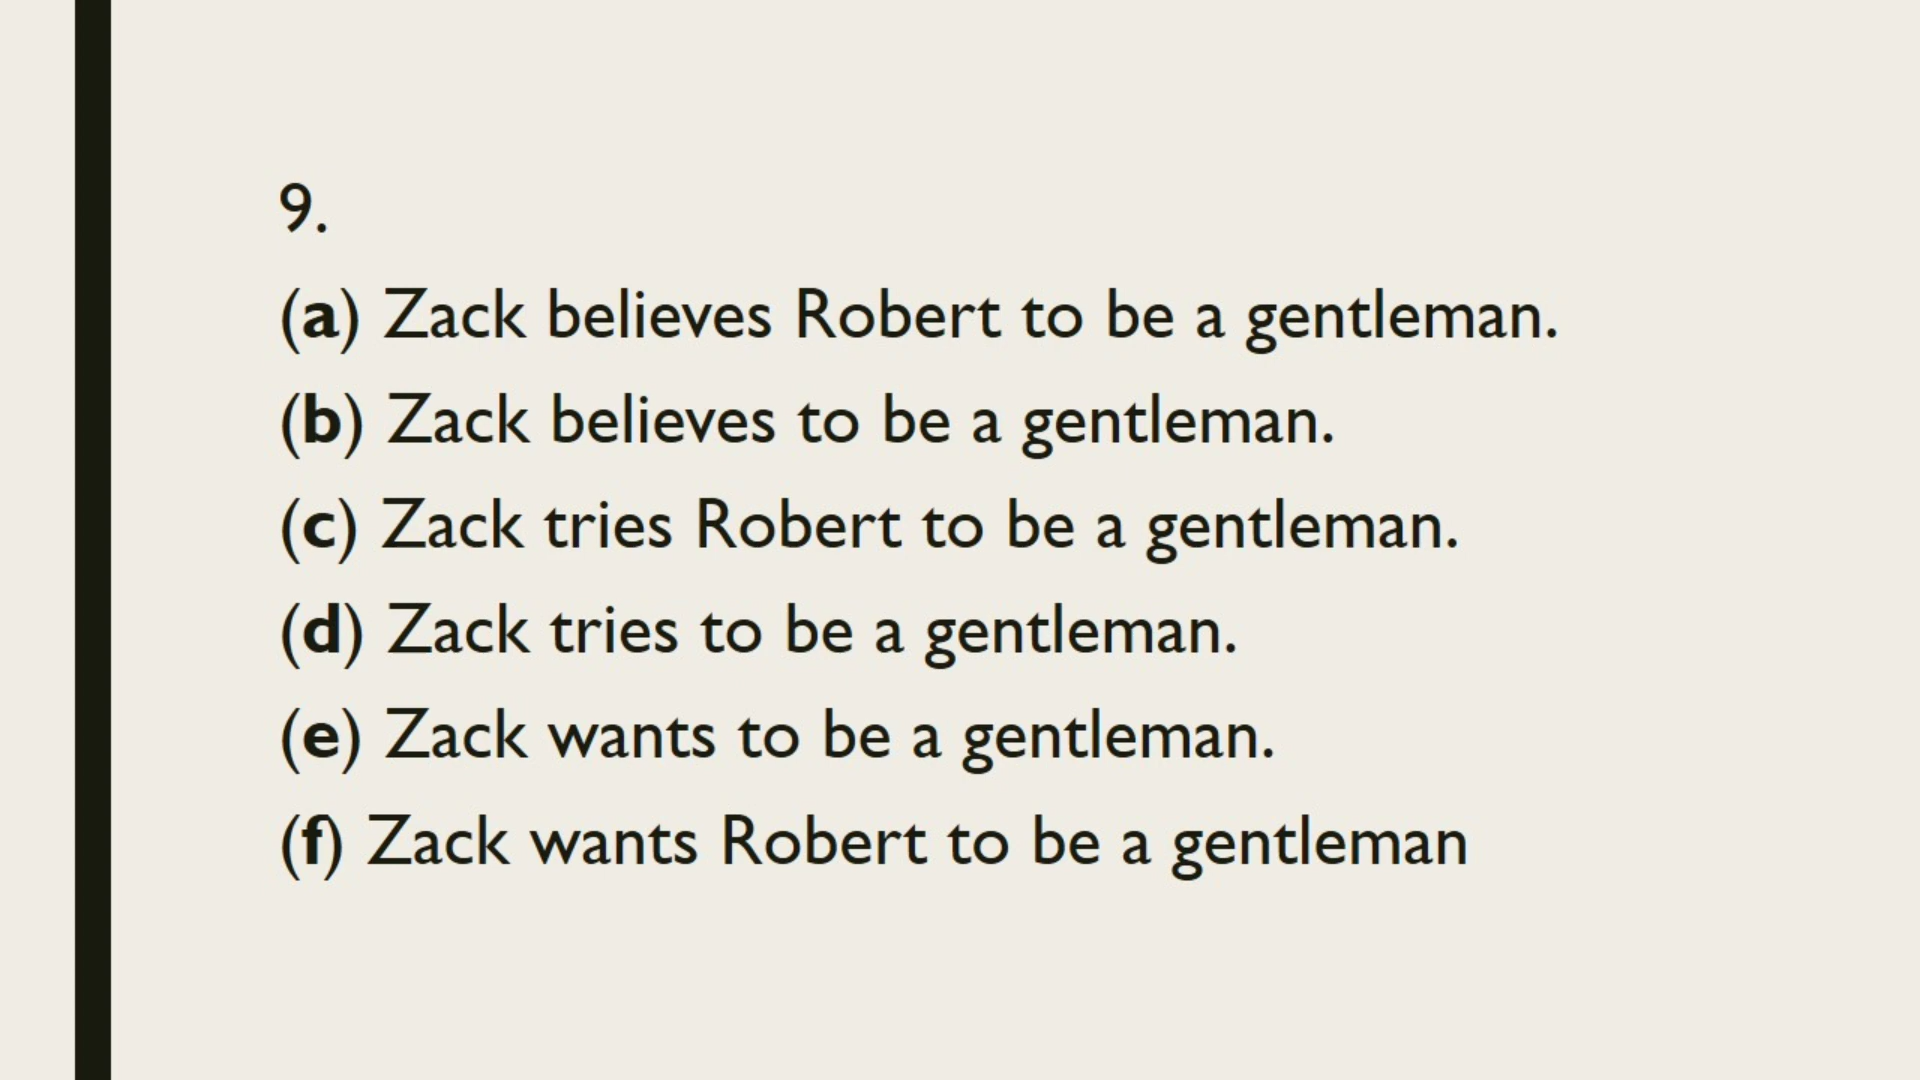 9.
(a) Zack believes Robert to be a gentleman.
(b) Zack believes to be a gentleman.
(c) Zack tries Robert to be a gentleman.
(d) Zack tries to be a gentleman.
(e) Zack wants to be a gentleman.
(f) Zack wants Robert to be a gentleman